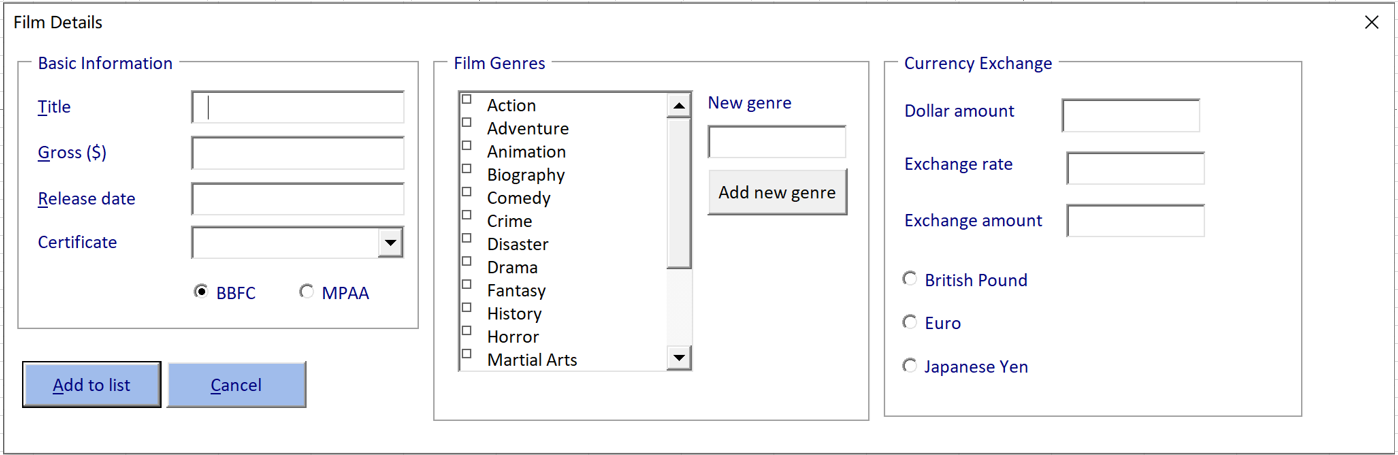 Film Details
Basic Information
Title
Gross ($)
Release date
Certificate
BBFC
MPAA
Add to list
Cancel
Film Genres
Action
Adventure
Animation
Biography
Comedy
Crime
Disaster
Drama
Fantasy
History
Horror
Martial Arts
New genre
Add new genre
Currency Exchange
Dollar amount
Exchange rate
Exchange amount
British Pound
Euro
Japanese Yen